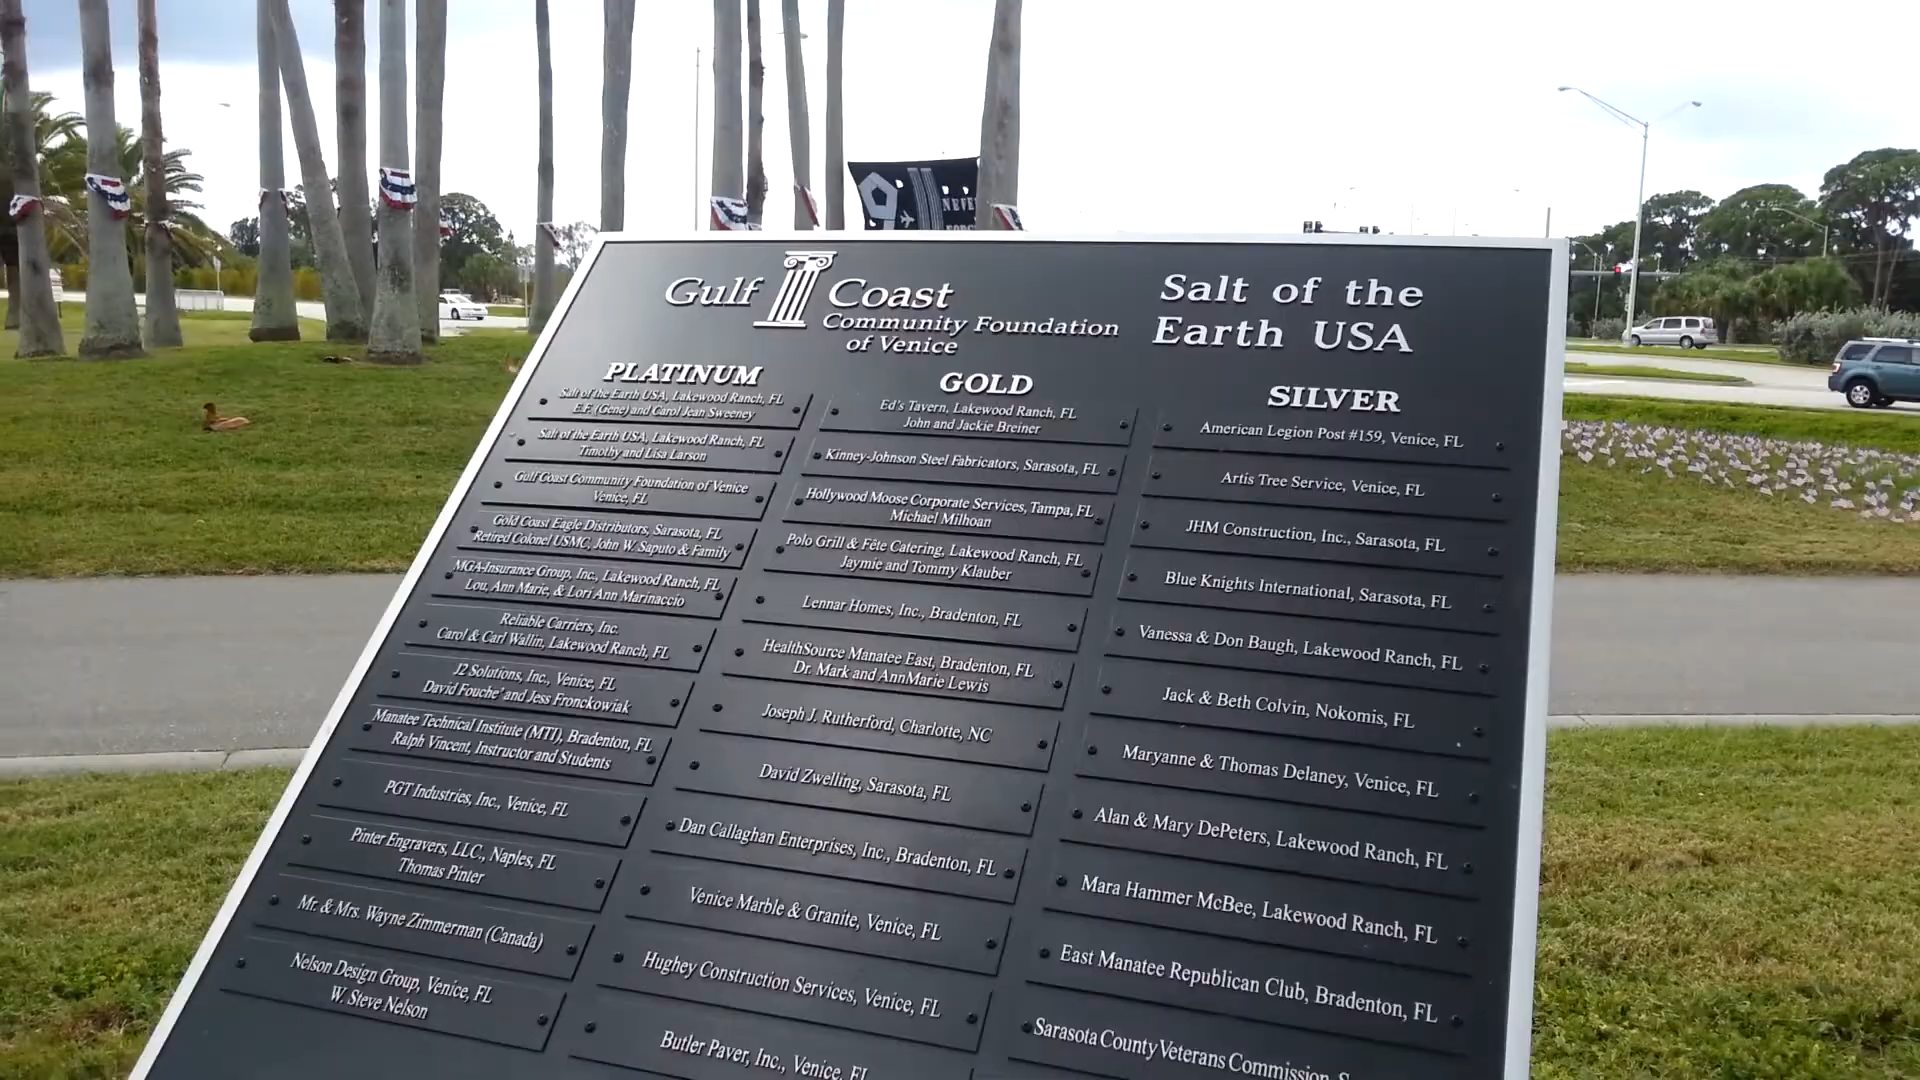 NEVE
Gulf Coast
Community Foundation
of Venice
Salt of the
Earth USA
PLATINUM
Salt of the Earth USA, Lakewood Ranch, FL
E.F. (Gene) and Carol Jean Sweeney
Salt of the Earth USA, Lakewood Ranch, FL
Timothy and Lisa Larson
Gulf Coast Community Foundation of Venice
Venice, FL
Gold Coast Eagle Distributors, Sarasota, FL
Retired Colonel USMC, John W. Saputo & Family
MGA-Insurance Group, Inc., Lakewood Ranch, FL
Lou, Ann Marie, & Lori Ann Marinaccio
Reliable Carriers, Inc.
Carol & Carl Wallin, Lakewood Ranch, FL
J2 Solutions, Inc., Venice, FL
David Fouche' and Jess Fronckowiak
Manatee Technical Institute (MTI), Bradenton, FL
Ralph Vincent, Instructor and Students
PGT Industries, Inc., Venice, FL
Pinter Engravers, LLC., Naples, FL
Thomas Pinter
Mr. & Mrs. Wayne Zimmerman (Canada)
Nelson Design Group, Venice, FL
W. Steve Nelson
GOLD
Ed's Tavern, Lakewood Ranch, FL
John and Jackie Breiner
Kinney-Johnson Steel Fabricators, Sarasota, FL
Hollywood Moose Corporate Services, Tampa, FL
Michael Milhoan
Polo Grill & Fête Catering, Lakewood Ranch, FL
Jaymie and Tommy Klauber
Lennar Homes, Inc., Bradenton, FL
HealthSource Manatee East, Bradenton, FL
Dr. Mark and AnnMarie Lewis
Joseph J. Rutherford, Charlotte, NC
David Zwelling, Sarasota, FL
Dan Callaghan Enterprises, Inc., Bradenton, FL
Venice Marble & Granite, Venice, FL
Hughey Construction Services, Venice, FL
Butler Paver, Inc., Venice, FL
SILVER
American Legion Post #159, Venice, FL
Artis Tree Service, Venice, FL
JHM Construction, Inc., Sarasota, FL
Blue Knights International, Sarasota, FL
Vanessa & Don Baugh, Lakewood Ranch, FL
Jack & Beth Colvin, Nokomis, FL
Maryanne & Thomas Delaney, Venice, FL
Alan & Mary DePeters, Lakewood Ranch, FL
Mara Hammer McBee, Lakewood Ranch, FL
East Manatee Republican Club, Bradenton, FL
Sarasota County Veterans Commission,